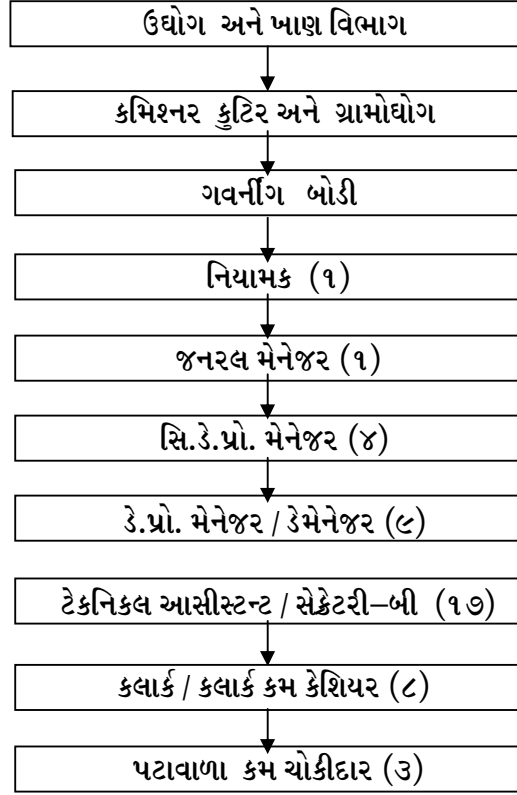 ઉદ્યોગ અને ખાણ વિભાગ
કમિશ્નર કુટિર અને ગ્રામોદ્યોગ
ગવર્નીંગ બોડી
નિયામક (૧)
જનરલ મેનેજર (૧)
સિ.ડે.પ્રો. મેનેજર (૪)
ડે.પ્રો. મેનેજર / ડેમેનેજર (૯)
ટેકનિકલ આસીસ્ટન્ટ / સેક્રેટરી–બી (૧૭)
કલાર્ક / કલાર્ક કમ કેશિયર (૮)
પટાવાળા કમ ચોકીદાર (૩)